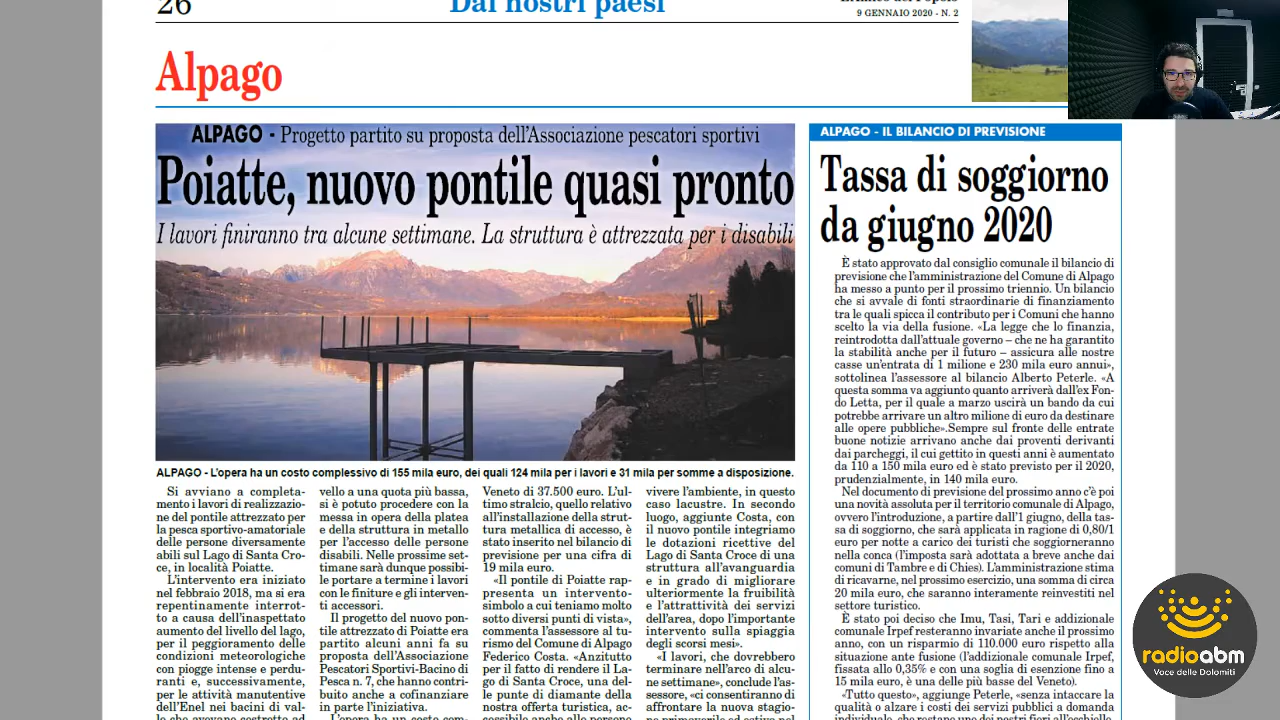 26
Dai nostri paesi
9 GENNAIO 2020 - N. 2
Alpago
ALPAGO - Progetto partito su proposta dell'Associazione pescatori sportivi
Poiatte, nuovo pontile quasi pronto
I lavori finiranno tra alcune settimane. La struttura è attrezzata per i disabili
ALPAGO - L'opera ha un costo complessivo di 155 mila euro, dei quali 124 mila per i lavori e 31 mila per somme a disposizione.
Si avviano a completa-
mento i lavori di realizzazio-
ne del pontile attrezzato per
la pesca sportivo-amatoriale
delle persone diversamente
abili sul Lago di Santa Cro-
ce, in località Poiatte.
L'intervento era iniziato
nel febbraio 2018, ma si era
repentinamente interrot-
to a causa dell'inaspettato
aumento del livello del lago,
per il peggioramento delle
condizioni meteorologiche
con piogge intense e perdu-
ranti e, successivamente,
per le attività manutentive
dell'Enel nei bacini di val-
le che avevano costretto ad
vello a una quota più bassa,
si è potuto procedere con la
messa in opera della platea
e della struttura in metallo
per l'accesso delle persone
disabili. Nelle prossime set-
timane sarà dunque possibi-
le portare a termine i lavori
con le finiture e gli interven-
ti accessori.
Il progetto del nuovo pon-
tile attrezzato di Poiatte era
partito alcuni anni fa su
proposta dell'Associazione
Pescatori Sportivi-Bacino di
Pesca n. 7, che hanno contri-
buito anche a cofinanziare
in parte l'iniziativa.
L'opera ha un costo com-
Veneto di 37.500 euro. L'ul-
timo stralcio, quello relativo
all'installazione della strut-
tura metallica di accesso, è
stato inserito nel bilancio di
previsione per una cifra di
19 mila euro.
«Il pontile di Poiatte rap-
presenta un intervento-
simbolo a cui teniamo molto
sotto diversi punti di vista»,
commenta l'assessore al tu-
rismo del Comune di Alpago
Federico Costa. «Anzitutto
per il fatto di rendere il La-
go di Santa Croce, una del-
le punte di diamante della
nostra offerta turistica, ac-
cessibile anche alle persone
vivere l'ambiente, in questo
caso lacustre. In secondo
luogo, aggiunte Costa, con
il nuovo pontile integriamo
le dotazioni ricettive del
Lago di Santa Croce di una
struttura all'avanguardia
e in grado di migliorare
ulteriormente la fruibilità
e l'attrattività dei servizi
dell'area, dopo l'importante
intervento sulla spiaggia
degli scorsi mesi».
«I lavori, che dovrebbero
terminare nell'arco di alcu-
ne settimane», conclude l'as-
sessore, «ci consentiranno di
affrontare la nuova stagio-
ALPAGO - IL BILANCIO DI PREVISIONE
Tassa di soggiorno
da giugno 2020
È stato approvato dal consiglio comunale il bilancio di
previsione che l'amministrazione del Comune di Alpago
ha messo a punto per il prossimo triennio. Un bilancio
che si avvale di fonti straordinarie di finanziamento
tra le quali spicca il contributo per i Comuni che hanno
scelto la via della fusione. «La legge che lo finanzia,
reintrodotta dall'attuale governo – che ne ha garantito
la stabilità anche per il futuro – assicura alle nostre
casse un'entrata di 1 milione e 230 mila euro annui»,
sottolinea l'assessore al bilancio Alberto Peterle. «A
questa somma va aggiunto quanto arriverà dall'ex Fon-
do Letta, per il quale a marzo uscirà un bando da cui
potrebbe arrivare un altro milione di euro da destinare
alle opere pubbliche».Sempre sul fronte delle entrate
buone notizie arrivano anche dai proventi derivanti
dai parcheggi, il cui gettito in questi anni è aumentato
da 110 a 150 mila euro ed è stato previsto per il 2020,
prudenzialmente, in 140 mila euro.
Nel documento di previsione del prossimo anno c'è poi
una novità assoluta per il territorio comunale di Alpago,
ovvero l'introduzione, a partire dall'1 giugno, della tas-
sa di soggiorno, che sarà applicata in ragione di 0,80/1
euro per notte a carico dei turisti che soggiorneranno
nella conca (l'imposta sarà adottata a breve anche dai
comuni di Tambre e di Chies). L'amministrazione stima
di ricavarne, nel prossimo esercizio, una somma di circa
20 mila euro, che saranno interamente reinvestiti nel
settore turistico.
È stato poi deciso che Imu, Tasi, Tari e addizionale
comunale Irpef resteranno invariate anche il prossimo
anno, con un risparmio di 110.000 euro rispetto alla
situazione ante fusione (l'addizionale comunale Irpef,
fissata allo 0,35% e con una soglia di esenzione fino a
15 mila euro, è una delle più basse del Veneto).
«Tutto questo», aggiunge Peterle, «senza intaccare la
qualità o alzare i costi dei servizi pubblici a domanda
radioabm
Voce delle Dolomiti